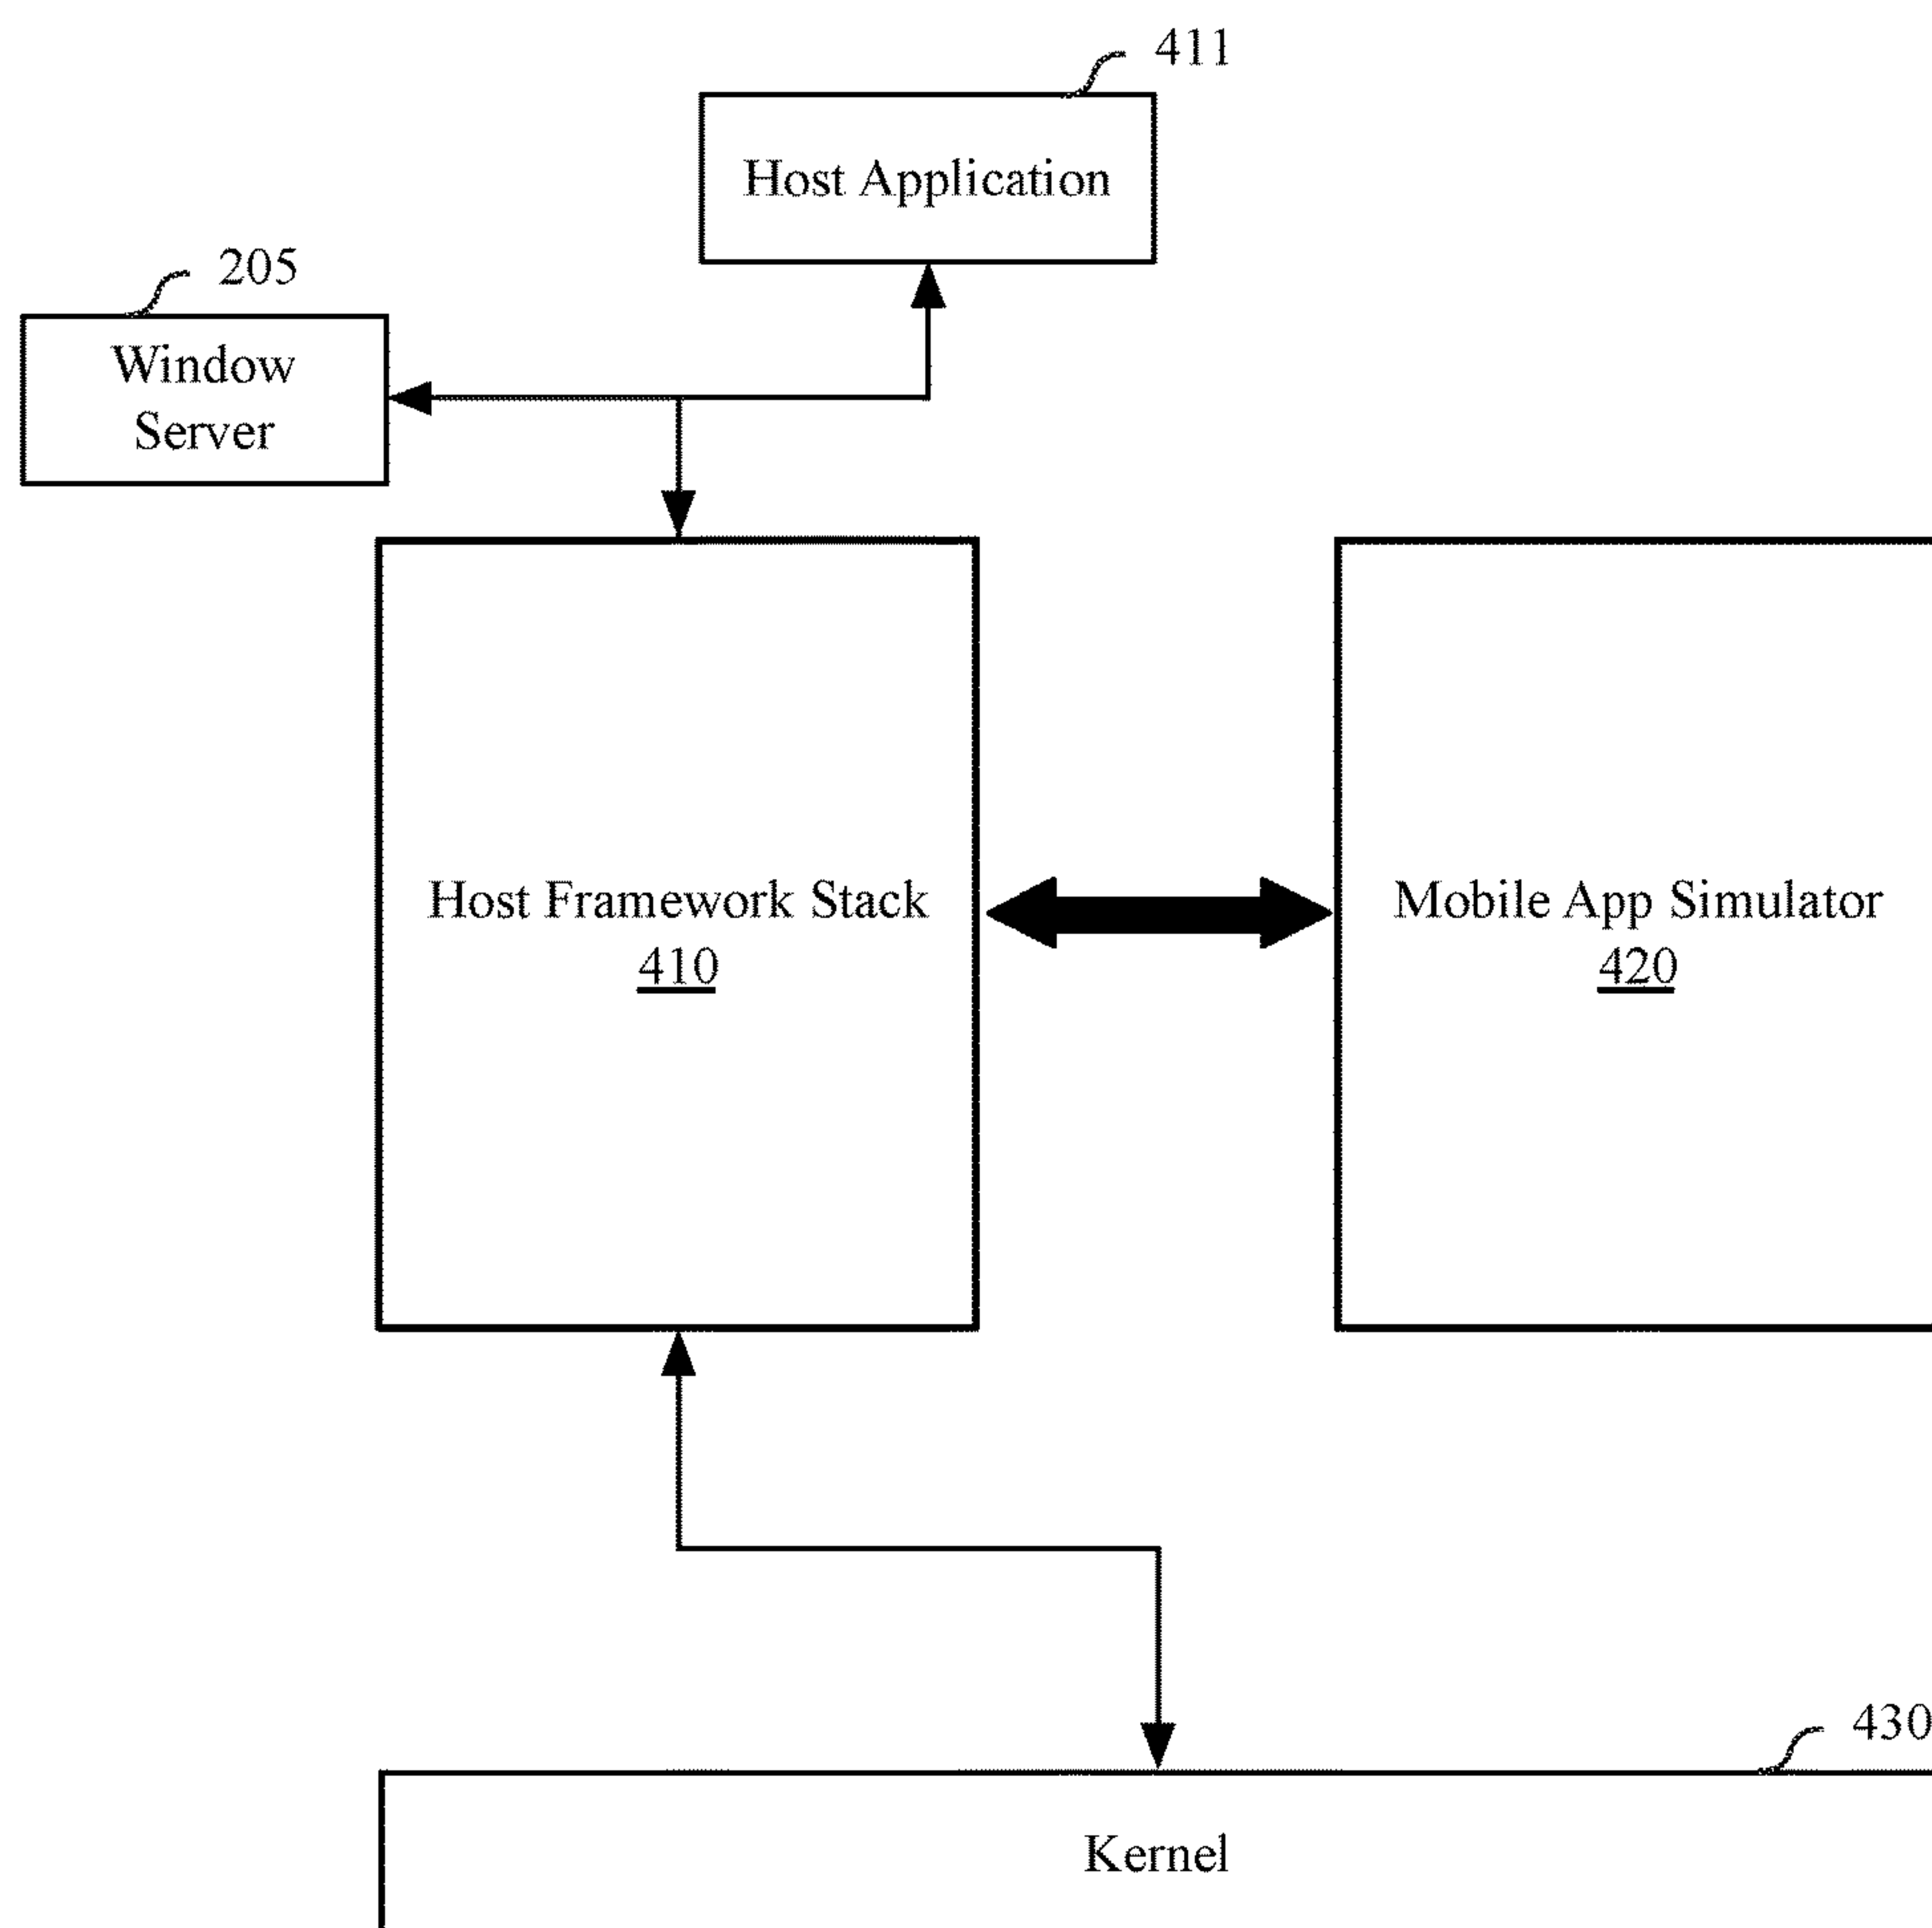 411
Host Application
205
Window
Server
Host Framework Stack
410
Mobile App Simulator
420
430
Kernel